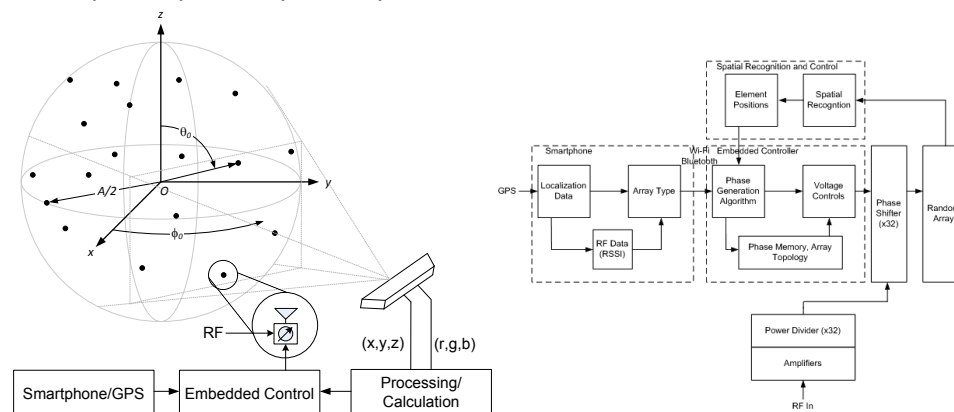 z
θ0
A/2
O
y
x
ϕ0
RF
(x,y,z)
(r,g,b)
Smartphone/GPS
Embedded Control
Processing/
Calculation
Spatial Recognition and Control
Element
Positions
Spatial
Recogntion
Smartphone
Wi-Fi
Bluetooth
Embedded Controller
GPS
Localization
Data
Array Type
RF Data
(RSSI)
Phase
Generation
Algorithm
Voltage
Controls
Phase Memory, Array
Topology
Phase
Shifter
(x32)
Random
Array
Power Divider (x32)
Amplifiers
RF In